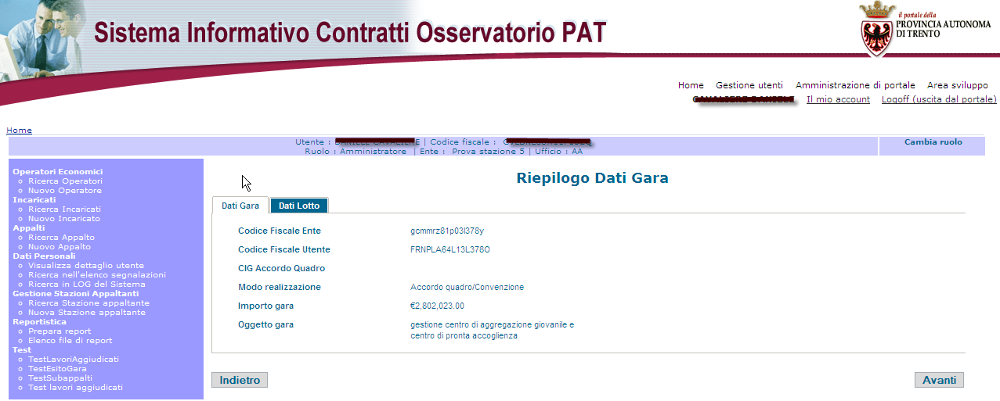 Sistema Informativo Contratti Osservatorio PAT
il portale della
PROVINCIA AUTONOMA
DI TRENTO
Home Gestione utenti Amministrazione di portale Area sviluppo
Il mio account Logoff (uscita dal portale)
Home
Utente : | Codice fiscale :
Ruolo : Amministratore | Ente : Prova stazione 5 | Ufficio : AA
Cambia ruolo
Operatori Economici
Ricerca Operatori
Nuovo Operatore
Incaricati
Ricerca Incaricati
Nuovo Incaricato
Appalti
Ricerca Appalto
Nuovo Appalto
Dati Personali
Visualizza dettaglio utente
Ricerca nell'elenco segnalazioni
Ricerca in LOG del Sistema
Gestione Stazioni Appaltanti
Ricerca Stazione appaltante
Nuova Stazione appaltante
Reportistica
Prepara report
Elenco file di report
Test
TestLavoriAggiudicati
TestEsitoGara
TestSubappalti
Test lavori aggiudicati
Riepilogo Dati Gara
Dati Gara Dati Lotto
Codice Fiscale Ente gcmmrz81p03l378y
Codice Fiscale Utente FRNPLA64L13L378O
CIG Accordo Quadro
Modo realizzazione Accordo quadro/Convenzione
Importo gara €2,802,023.00
Oggetto gara gestione centro di aggregazione giovanile e
centro di pronta accoglienza
Indietro Avanti